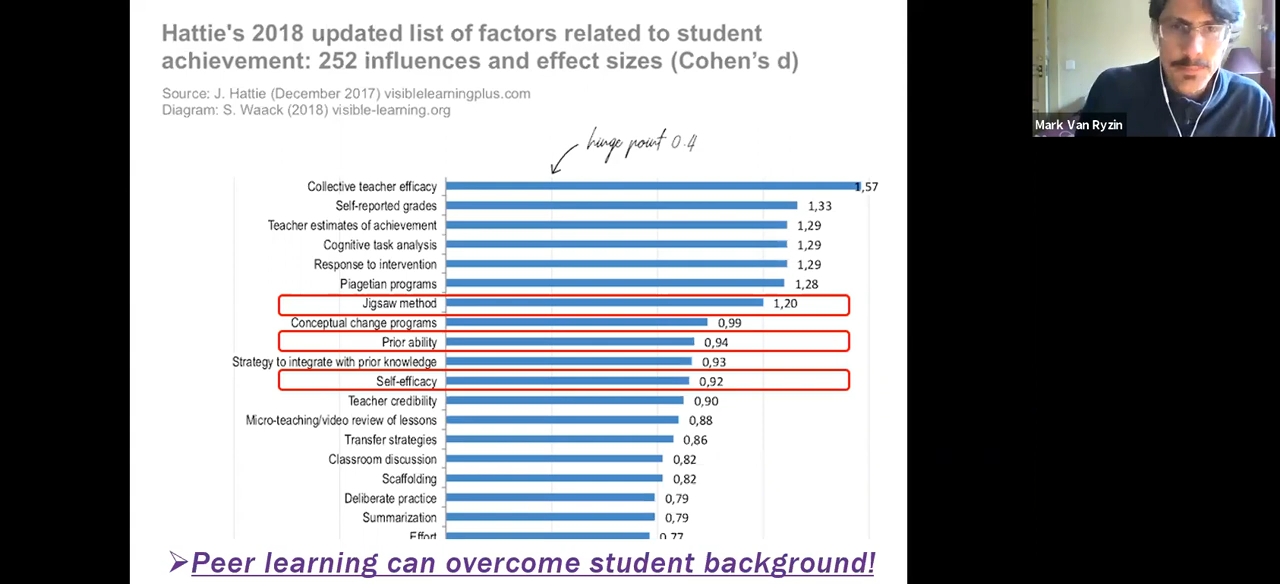 Hattie's 2018 updated list of factors related to student
achievement: 252 influences and effect sizes (Cohen's d)
Source: J. Hattie (December 2017) visiblelearningplus.com
Diagram: S. Waack (2018) visible-learning.org
hinge point 0.4
Collective teacher efficacy 1,57
Self-reported grades 1,33
Teacher estimates of achievement 1,29
Cognitive task analysis 1,29
Response to intervention 1,29
Piagetian programs 1,28
Jigsaw method 1,20
Conceptual change programs 0,99
Prior ability 0,94
Strategy to integrate with prior knowledge 0,93
Self-efficacy 0,92
Teacher credibility 0,90
Micro-teaching/video review of lessons 0,88
Transfer strategies 0,86
Classroom discussion 0,82
Scaffolding 0,82
Deliberate practice 0,79
Summarization 0,79
Effort 0,77
➢Peer learning can overcome student background!
Mark Van Ryzin